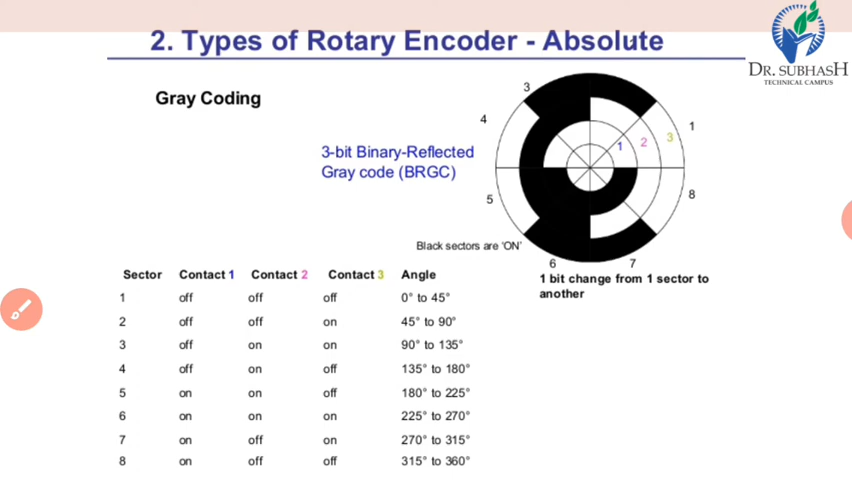 2. Types of Rotary Encoder - Absolute
DR. SUBHASH
TECHNICAL CAMPUS
Gray Coding
3-bit Binary-Reflected
Gray code (BRGC)
3
4
1
1 2 3
5
8
6
7
Black sectors are 'ON'
1 bit change from 1 sector to
another
Sector Contact 1 Contact 2 Contact 3 Angle
1 off off off 0° to 45°
2 off off on 45° to 90°
3 off on on 90° to 135°
4 off on off 135° to 180°
5 on on off 180° to 225°
6 on on on 225° to 270°
7 on off on 270° to 315°
8 on off off 315° to 360°